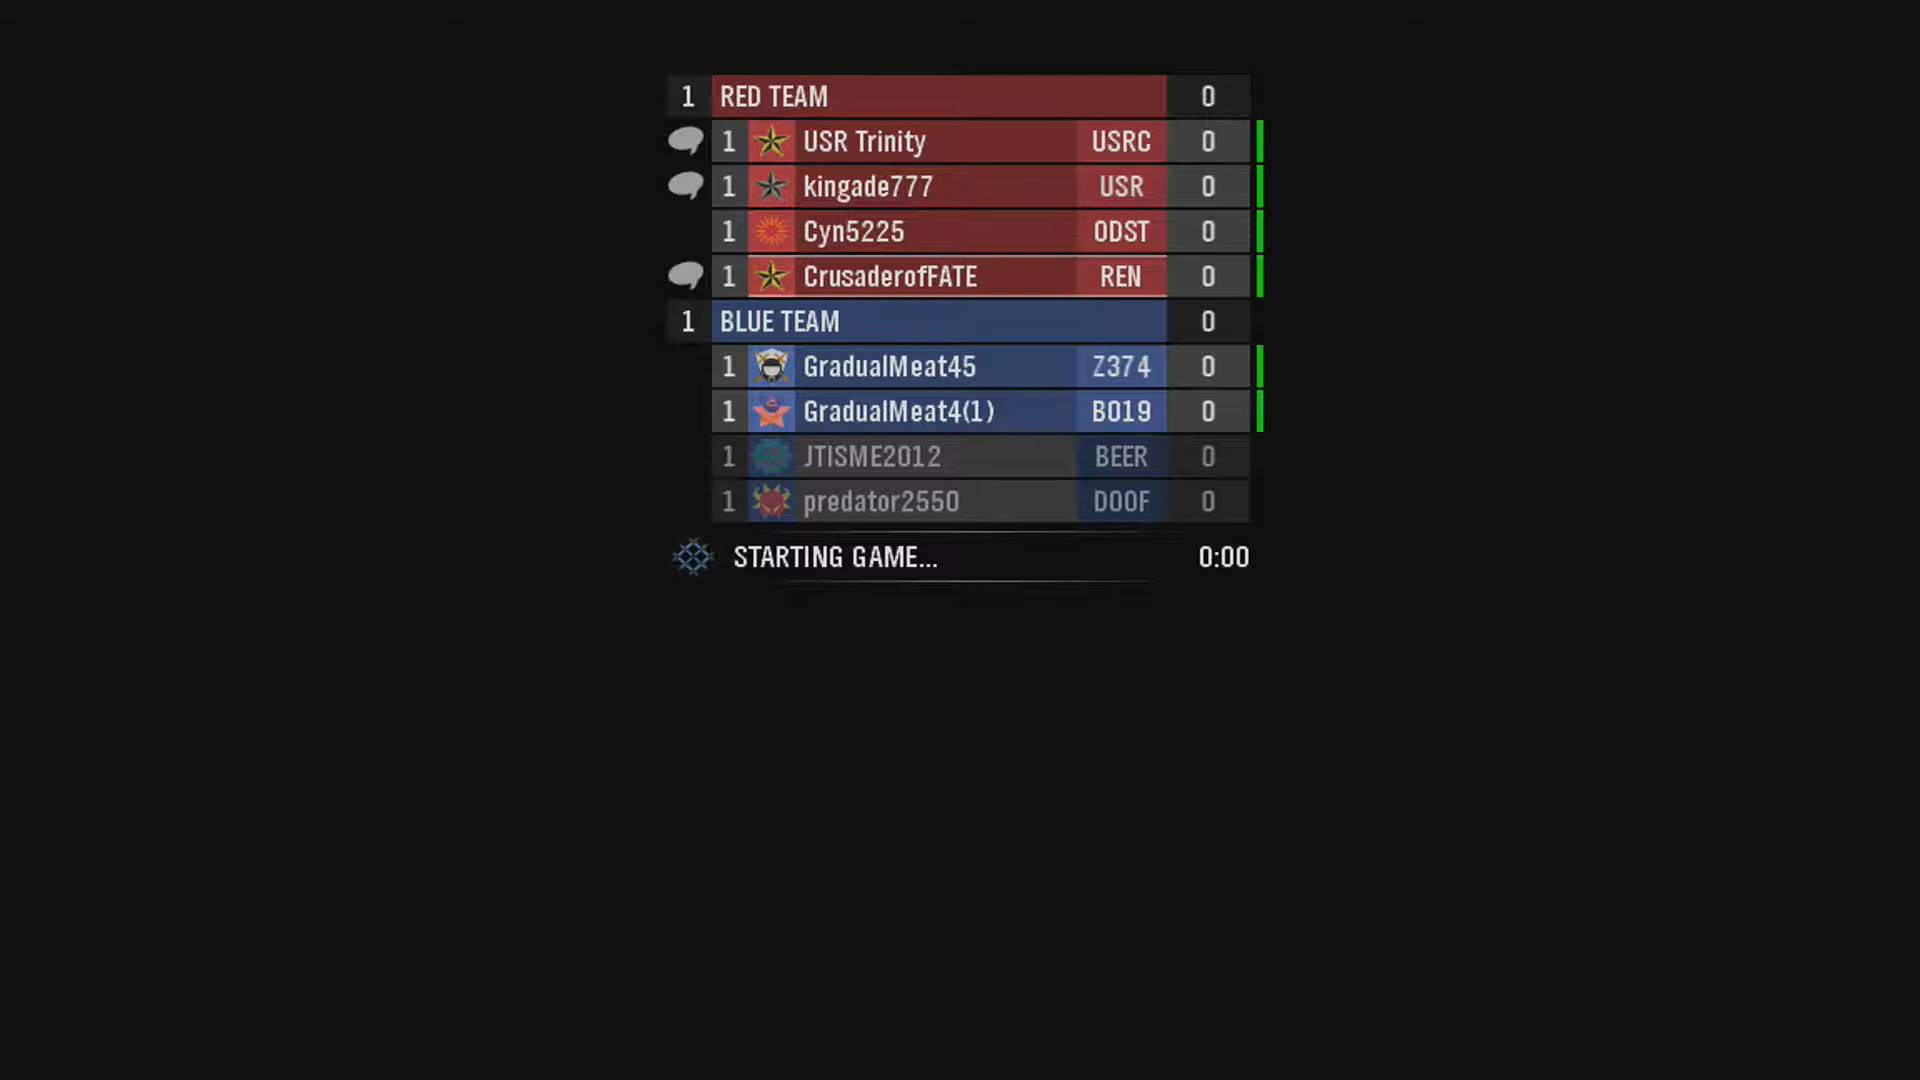 1 RED TEAM 0
1 USR Trinity USRC 0
1 kingade777 USR 0
1 Cyn5225 ODST 0
1 CrusaderofFATE REN 0
1 BLUE TEAM 0
1 GradualMeat45 Z374 0
1 GradualMeat4(1) B019 0
1 JTISME2012 BEER 0
1 predator2550 DOOF 0
STARTING GAME... 0:00